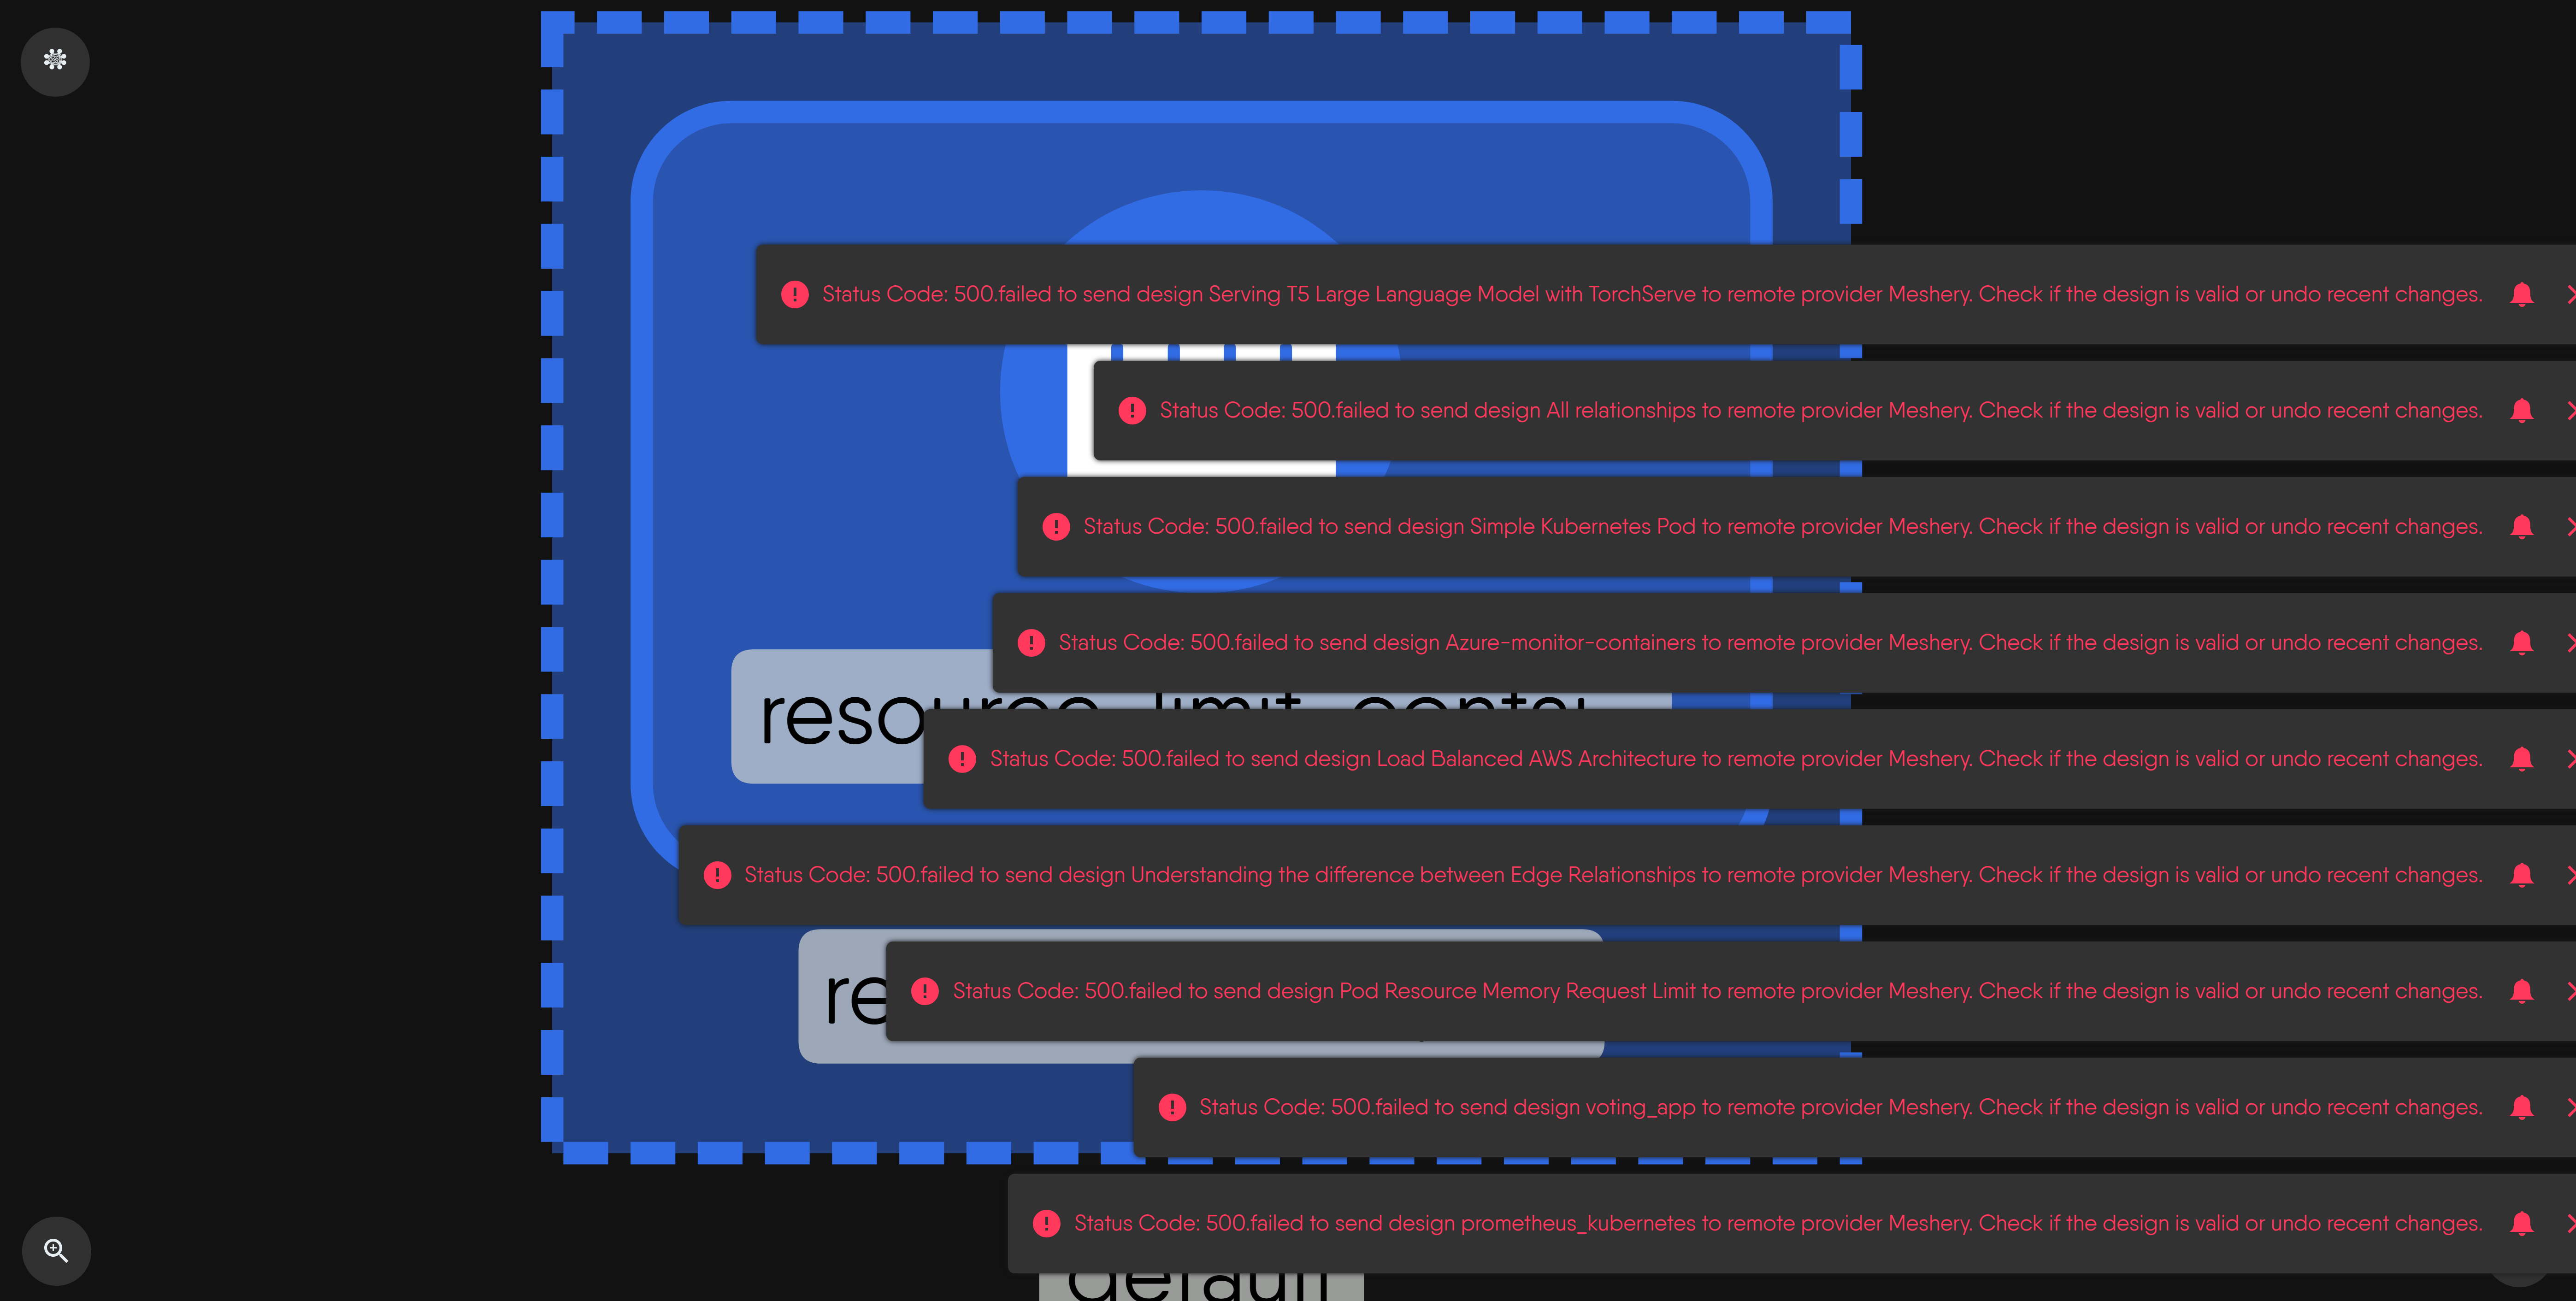 Status Code: 500.failed to send design Serving T5 Large Language Model with TorchServe to remote provider Meshery. Check if the design is valid or undo recent changes.
Status Code: 500.failed to send design All relationships to remote provider Meshery. Check if the design is valid or undo recent changes.
Status Code: 500.failed to send design Simple Kubernetes Pod to remote provider Meshery. Check if the design is valid or undo recent changes.
Status Code: 500.failed to send design Azure-monitor-containers to remote provider Meshery. Check if the design is valid or undo recent changes.
Status Code: 500.failed to send design Load Balanced AWS Architecture to remote provider Meshery. Check if the design is valid or undo recent changes.
Status Code: 500.failed to send design Understanding the difference between Edge Relationships to remote provider Meshery. Check if the design is valid or undo recent changes.
Status Code: 500.failed to send design Pod Resource Memory Request Limit to remote provider Meshery. Check if the design is valid or undo recent changes.
Status Code: 500.failed to send design voting_app to remote provider Meshery. Check if the design is valid or undo recent changes.
Status Code: 500.failed to send design prometheus_kubernetes to remote provider Meshery. Check if the design is valid or undo recent changes.
default